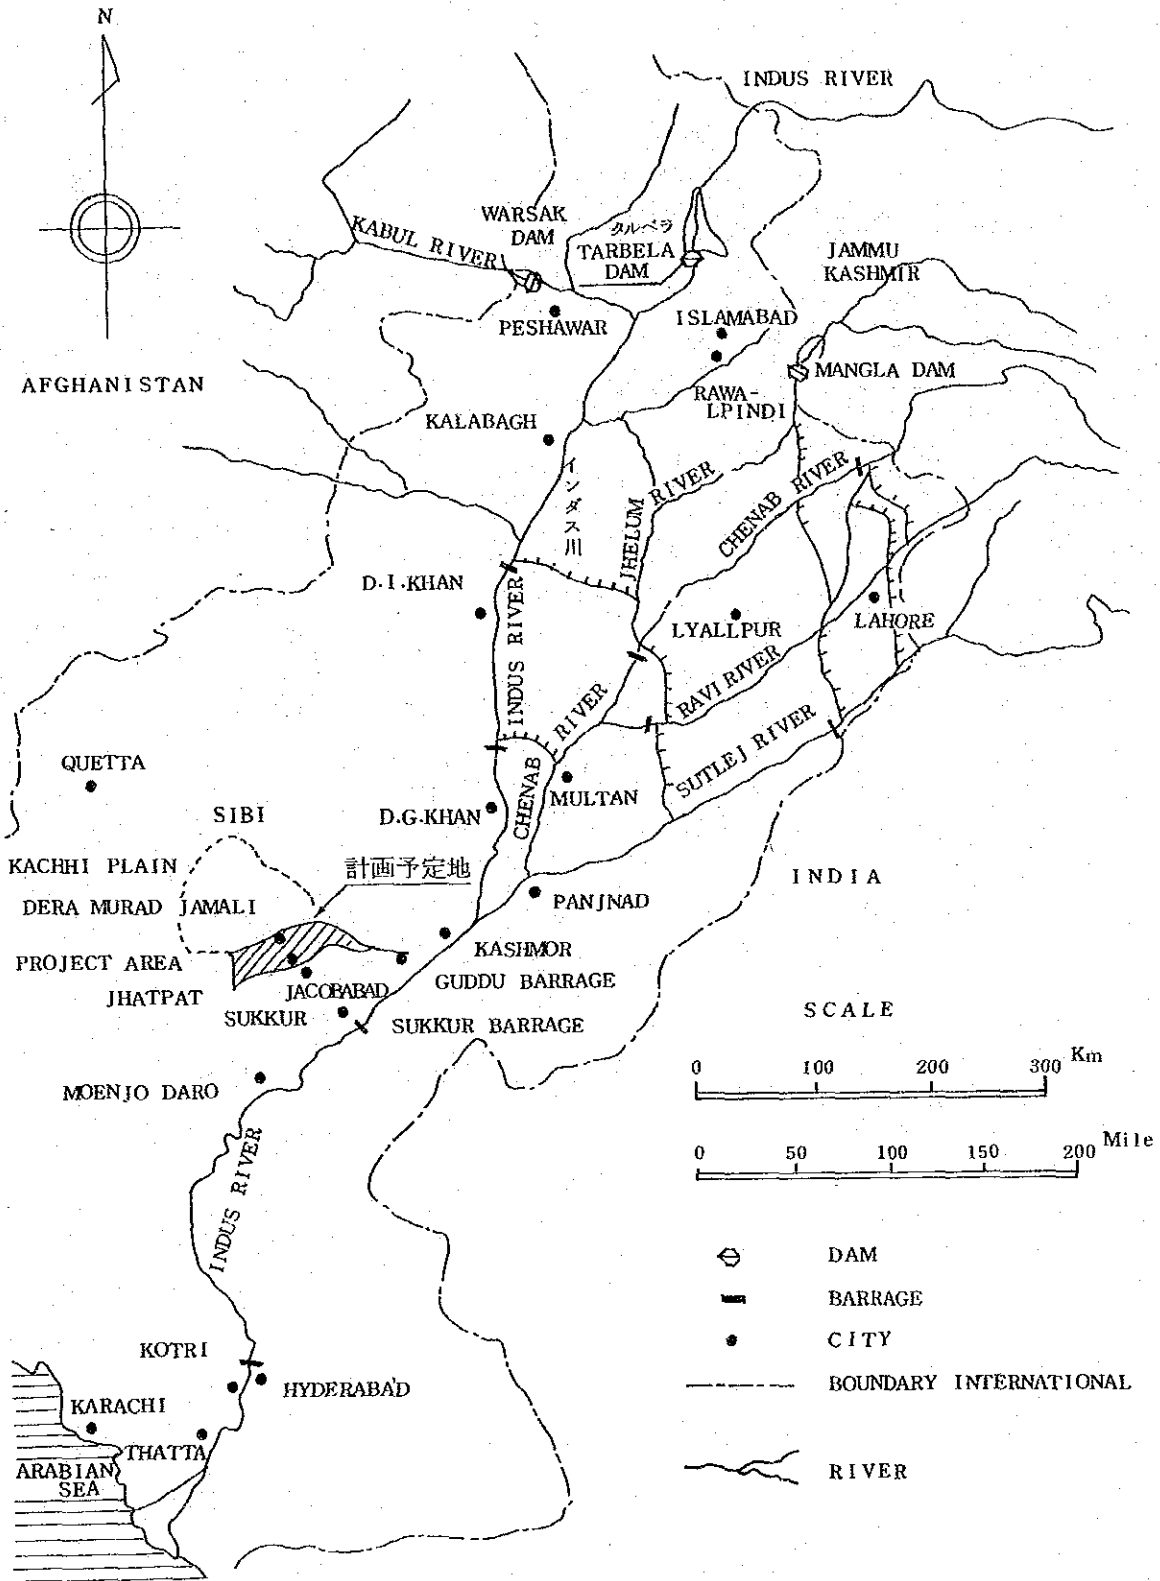 N
INDUS RIVER
WARSAK
DAM
KABUL RIVER
タルベラ
TARBELA
DAM
JAMMU
KASHMIR
PESHAWAR
ISLAMABAD
AFGHANISTAN
MANGLA DAM
RAWA-
LPINDI
KALABAGH
インダス川
JHELUM RIVER
CHENAB RIVER
D.I.KHAN
INDUS RIVER
LYALLPUR
LAHORE
RAVI RIVER
CHENAB RIVER
SUTLEJ RIVER
QUETTA
MULTAN
SIBI
D.G.KHAN
KACHHI PLAIN
計画予定地
INDIA
DERA MURAD JAMALI
PANJNAD
PROJECT AREA
KASHMOR
JHATPAT
JACOBABAD
GUDDU BARRAGE
SUKKUR
SUKKUR BARRAGE
SCALE
0 100 200 300 Km
MOENJO DARO
0 50 100 150 200 Mile
INDUS RIVER
DAM
BARRAGE
KOTRI
CITY
HYDERABAD
BOUNDARY INTERNATIONAL
KARACHI
THATTA
ARABIAN
SEA
RIVER